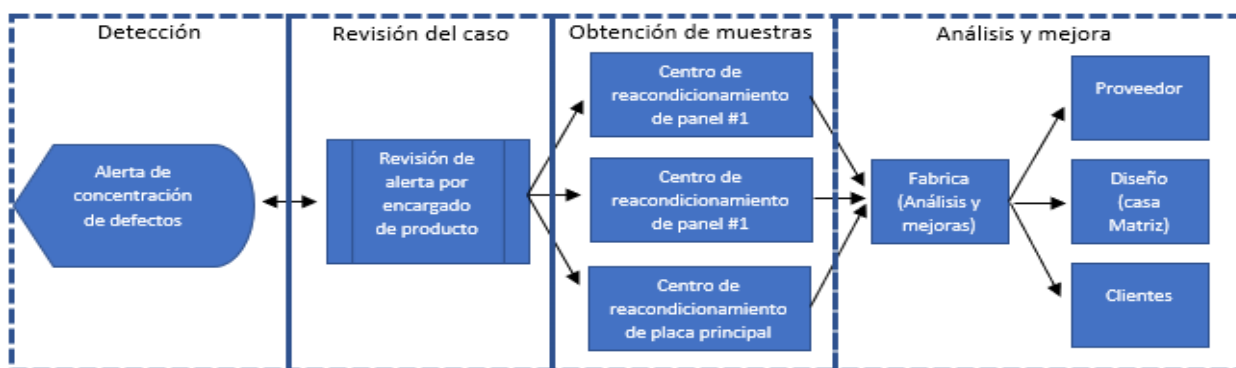 Detección
Revisión del caso
Obtención de muestras
Análisis y mejora
Alerta de
concentración
de defectos
Revisión de
alerta por
encargado
de producto
Centro de
reacondicionamiento
de panel #1
Centro de
reacondicionamiento
de panel #1
Centro de
reacondicionamiento
de placa principal
Fabrica
(Análisis y
mejoras)
Proveedor
Diseño
(casa
Matriz)
Clientes